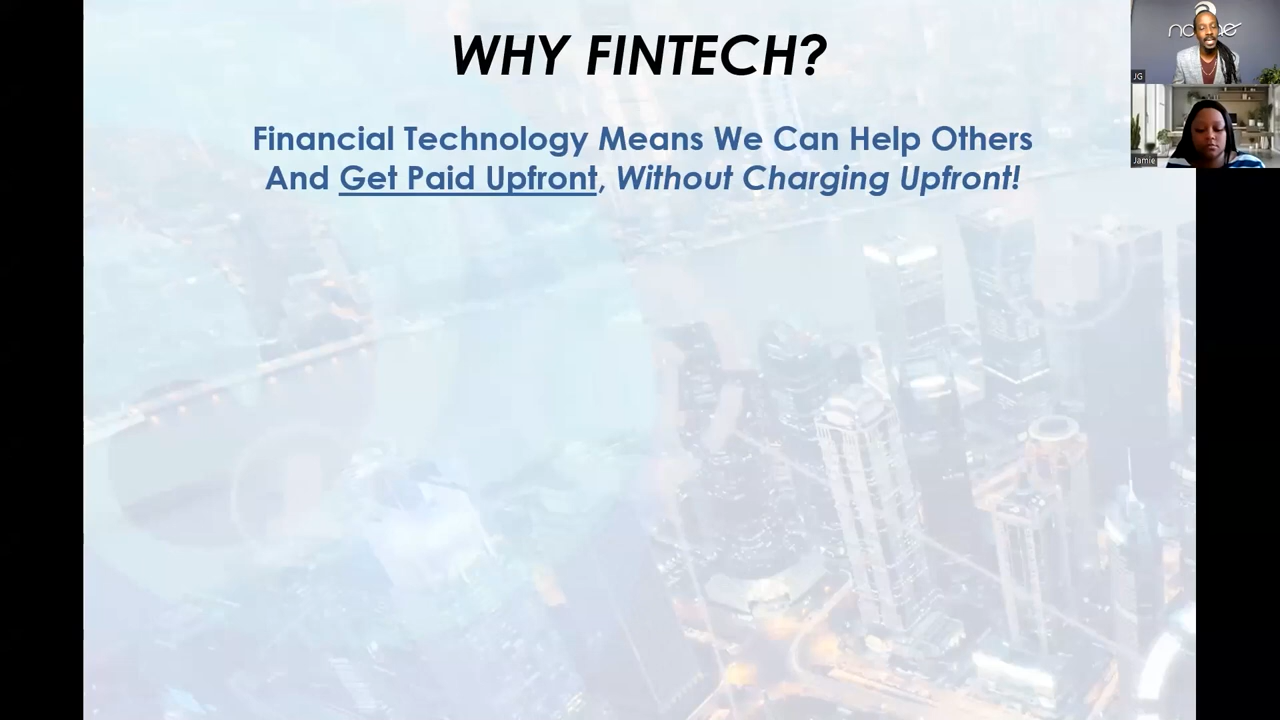 WHY FINTECH?
Financial Technology Means We Can Help Others
And Get Paid Upfront, Without Charging Upfront!
JG
Jamie